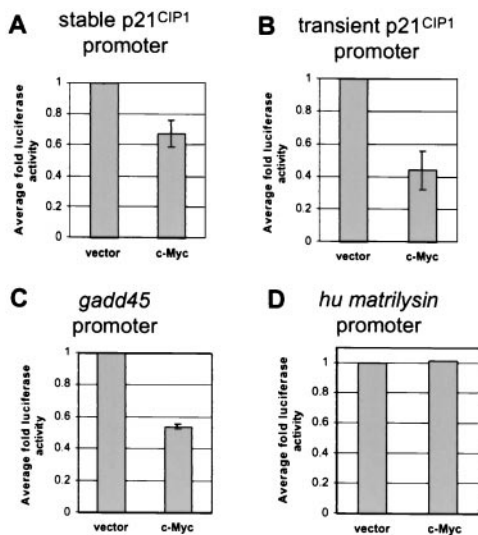 A
stable p21CIP1
promoter
Average fold luciferase
activity
1
0.8
0.6
0.4
0.2
0
vector c-Myc
B
transient p21CIP1
promoter
Average fold luciferase
activity
1
0.8
0.6
0.4
0.2
0
vector c-Myc
C
gadd45
promoter
Average fold luciferase
activity
1
0.8
0.6
0.4
0.2
0
vector c-Myc
D
hu matrilysin
promoter
Average fold luciferase
activity
1
0.8
0.6
0.4
0.2
0
vector c-Myc